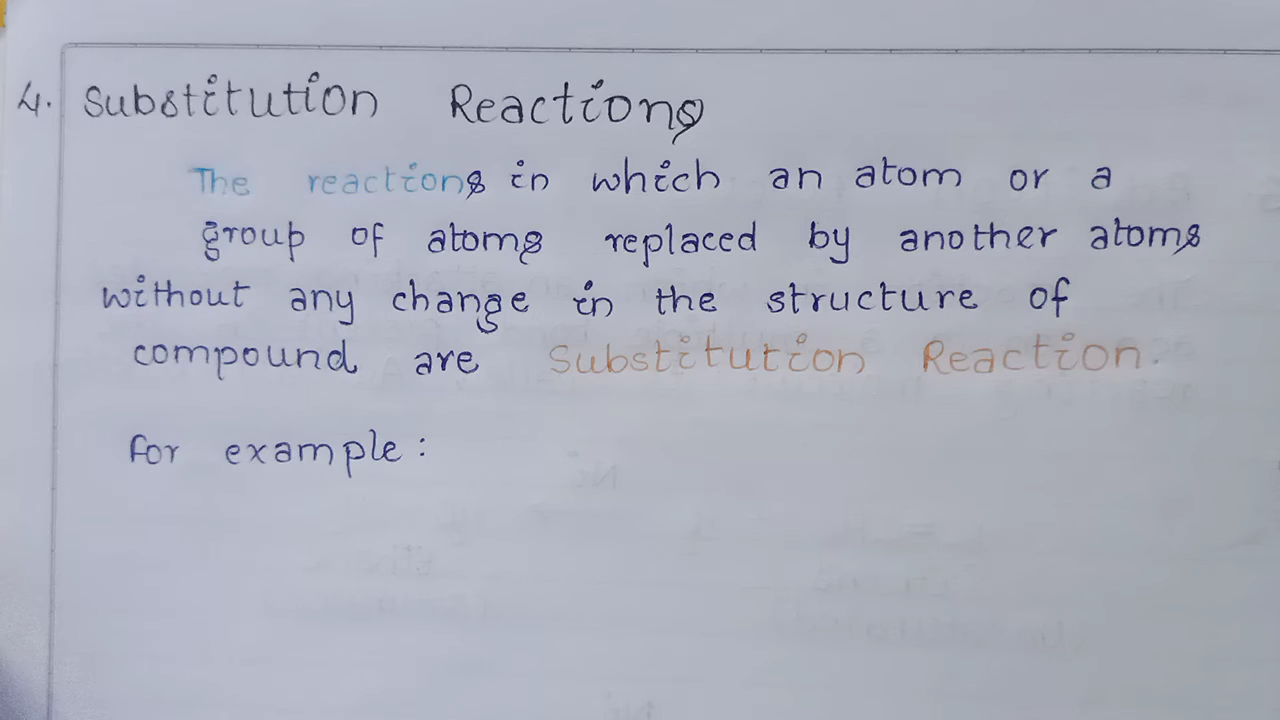 4. Substitution Reactions
The reactions in which an atom or a
group of atoms replaced by another atoms
without any change in the structure of
compound are Substitution Reaction.
For example: